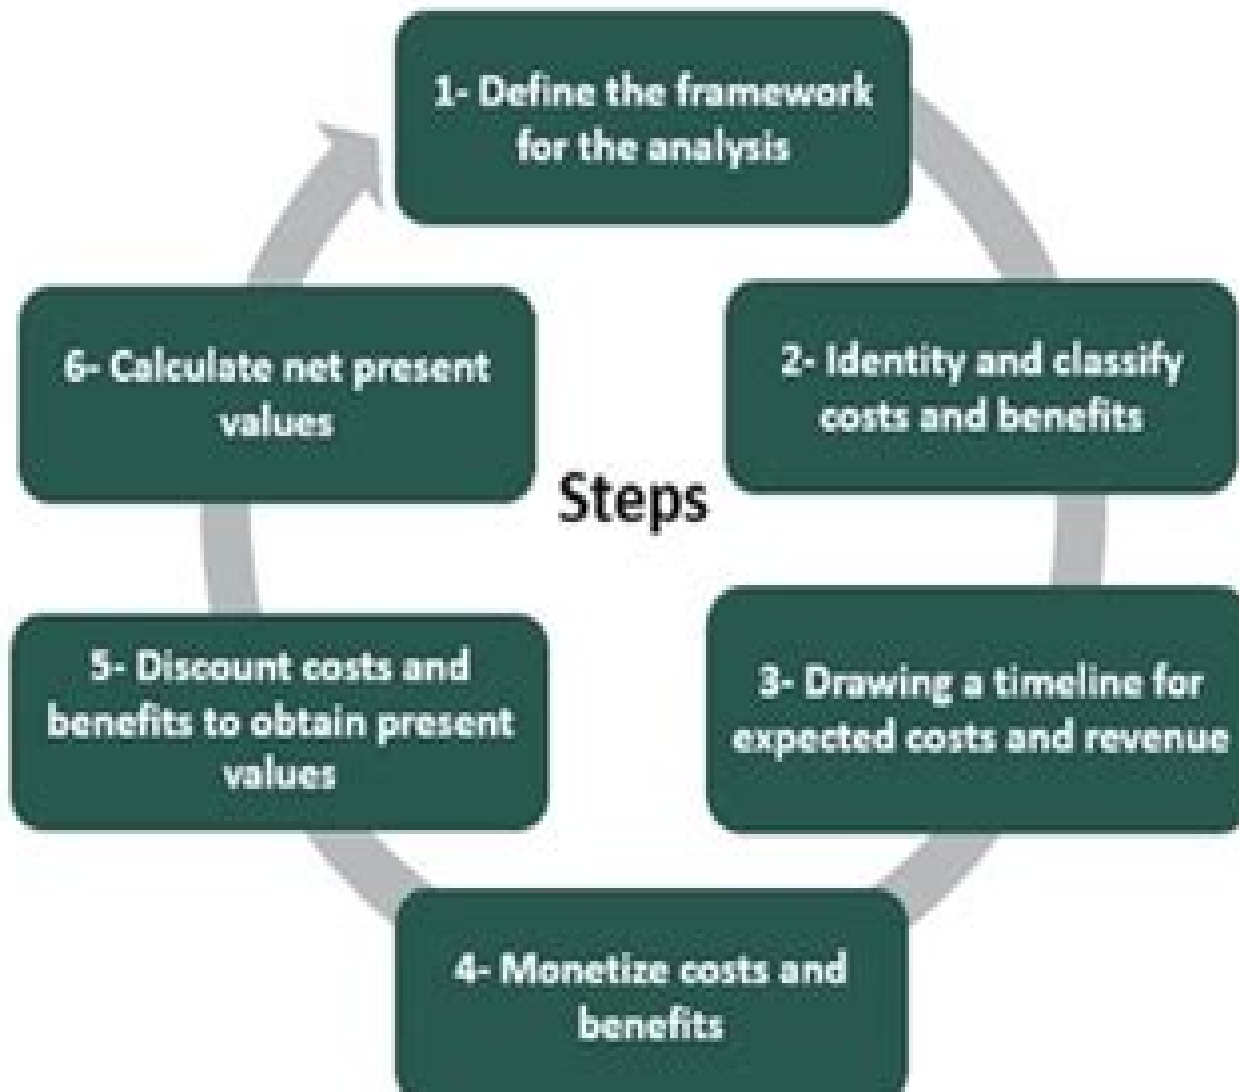 1- Define the framework
for the analysis
2- Identity and classify
costs and benefits
3- Drawing a timeline for
expected costs and revenue
4- Monetize costs and
benefits
5- Discount costs and
benefits to obtain present
values
6- Calculate net present
values
Steps